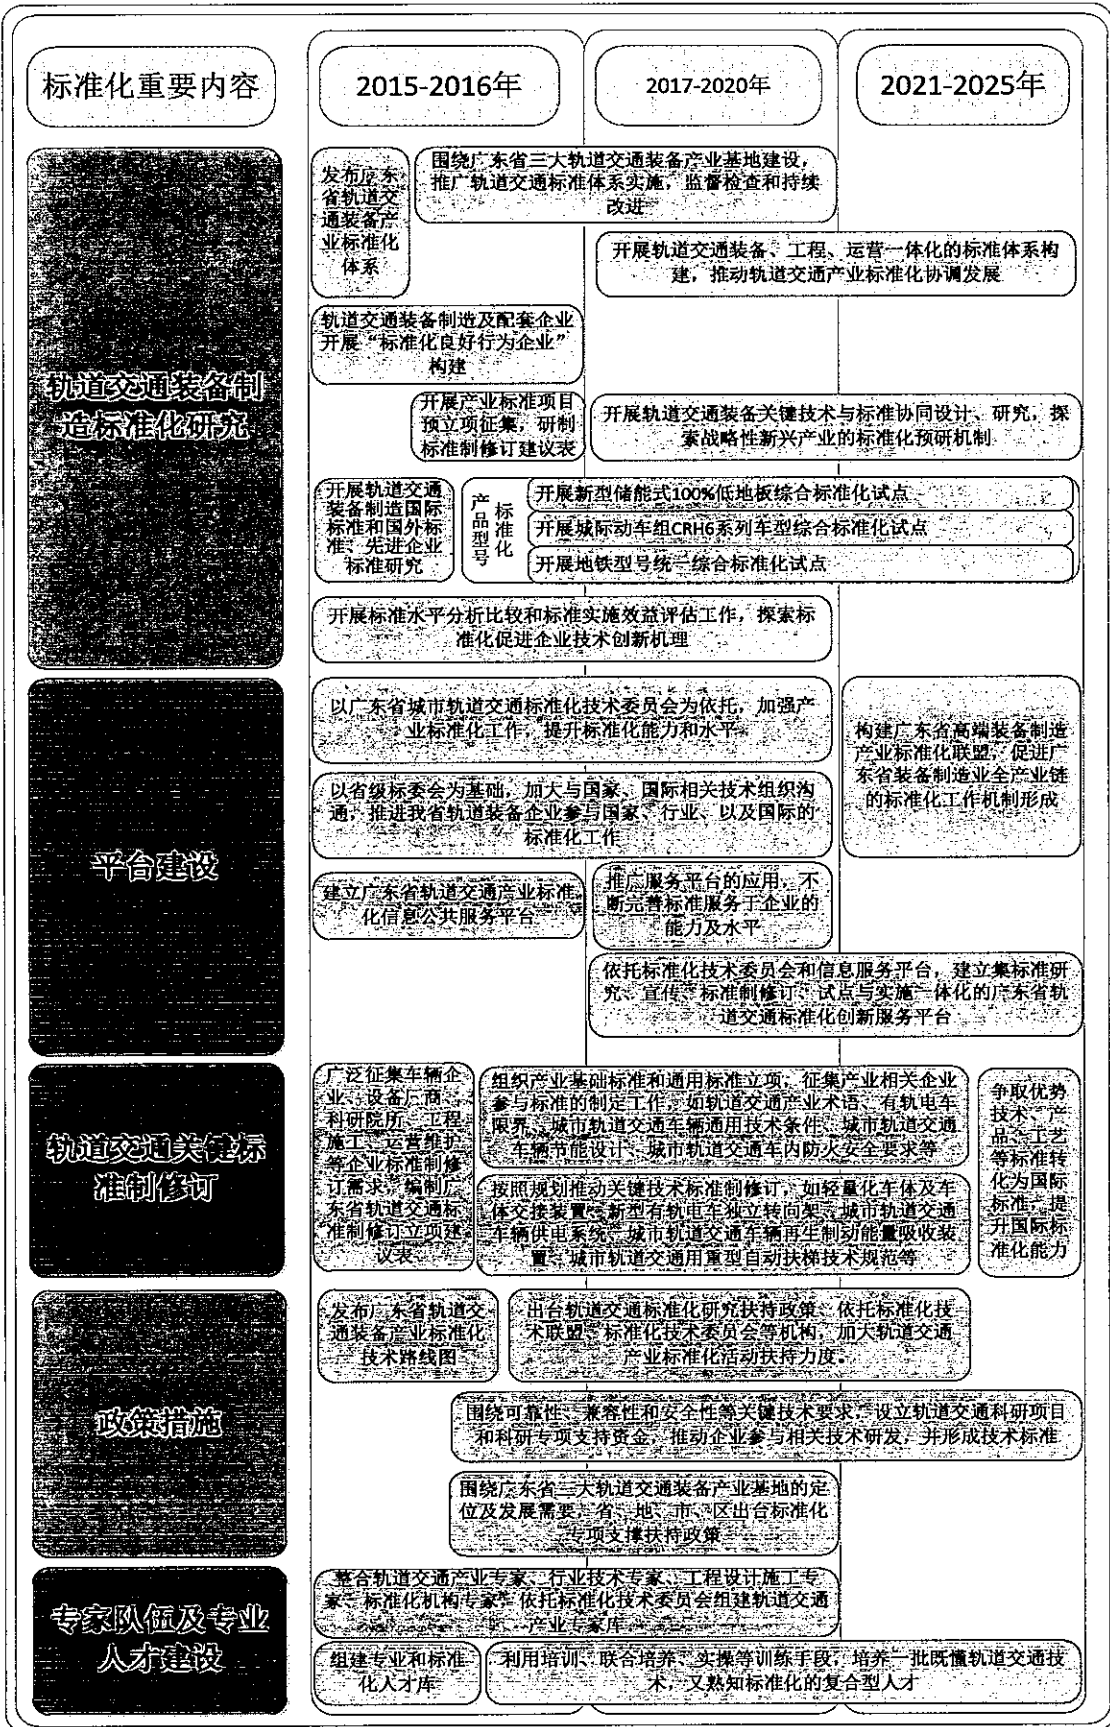 标准化重要内容
2015-2016年
2017-2020年
2021-2025年
轨道交通装备制
造标准化研究
发布广东
省轨道交
通装备产
业标准化
体系
围绕广东省三大轨道交通装备产业基地建设，
推广轨道交通标准体系实施，监督检查和持续
改进
开展轨道交通装备、工程、运营一体化的标准体系构
建，推动轨道交通产业标准化协调发展
轨道交通装备制造及配套企业
开展“标准化良好行为企业”
构建
开展产业标准项目
预立项征集，研制
标准制修订建议表
开展轨道交通装备关键技术与标准协同设计、研究，探
索战略性新兴产业的标准化预研机制
开展轨道交通
装备制造国际
标准和国外标
准、先进企业
标准研究
产品型号
标准化
开展新型储能式100%低地板综合标准化试点
开展城际动车组CRH6系列车型综合标准化试点
开展地铁型号统一综合标准化试点
开展标准水平分析比较和标准实施效益评估工作，探索标
准化促进企业技术创新机理
平台建设
以广东省城市轨道交通标准化技术委员会为依托，加强产
业标准化工作，提升标准化能力和水平
构建广东省高端装备制造
产业标准化联盟，促进广
东省装备制造业全产业链
的标准化工作机制形成
以省级标委会为基础，加大与国家、国际相关技术组织沟
通，推进我省轨道装备企业参与国家、行业、以及国际的
标准化工作
建立广东省轨道交通产业标准
化信息公共服务平台
推广服务平台的应用，不
断完善标准服务于企业的
能力及水平
依托标准化技术委员会和信息服务平台，建立集标准研
究、宣传、标准制修订、试点与实施一体化的广东省轨
道交通标准化创新服务平台
轨道交通关键标
准制修订
广泛征集车辆企
业、设备厂商、
科研院所、工程
施工、运营维护
等企业标准制修
订需求，编制广
东省轨道交通标
准制修订立项建
议表
组织产业基础标准和通用标准立项，征集产业相关企业
参与标准的制定工作，如轨道交通产业术语、有轨电车
限界、城市轨道交通车辆通用技术条件、城市轨道交通
车辆节能设计、城市轨道交通车内防火安全要求等
按照规划推动关键技术标准制修订，如轻量化车体及车
体交接装置、新型有轨电车独立转向架、城市轨道交通
车辆供电系统、城市轨道交通车辆再生制动能量吸收装
置、城市轨道交通用重型自动扶梯技术规范等
争取优势
技术、产
品、工艺
等标准转
化为国际
标准，提
升国际标
准化能力
政策措施
发布广东省轨道交
通装备产业标准化
技术路线图
出台轨道交通标准化研究扶持政策、依托标准化技
术联盟、标准化技术委员会等机构，加大轨道交通
产业标准化活动扶持力度。
围绕可靠性、兼容性和安全性等关键技术要求，设立轨道交通科研项目
和科研专项支持资金，推动企业参与相关技术研发，并形成技术标准
围绕广东省三大轨道交通装备产业基地的定
位及发展需要，省、地、市、区出台标准化
专项支撑扶持政策
专家队伍及专业
人才建设
整合轨道交通产业专家、行业技术专家、工程设计施工专
家、标准化机构专家，依托标准化技术委员会组建轨道交通
产业专家库
组建专业和标准
化人才库
利用培训、联合培养、实操等训练手段，培养一批既懂轨道交通技
术，又熟知标准化的复合型人才